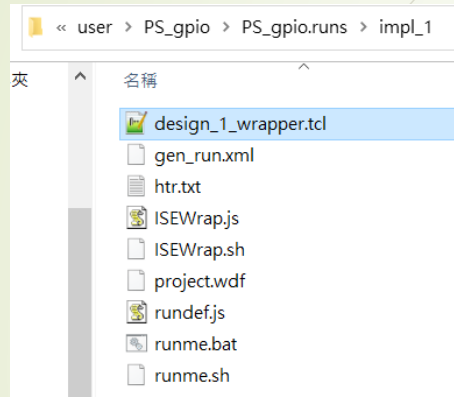 « user > PS_gpio > PS_gpio.runs > impl_1
夾
名稱
design_1_wrapper.tcl
gen_run.xml
htr.txt
ISEWrap.js
ISEWrap.sh
project.wdf
rundef.js
runme.bat
runme.sh